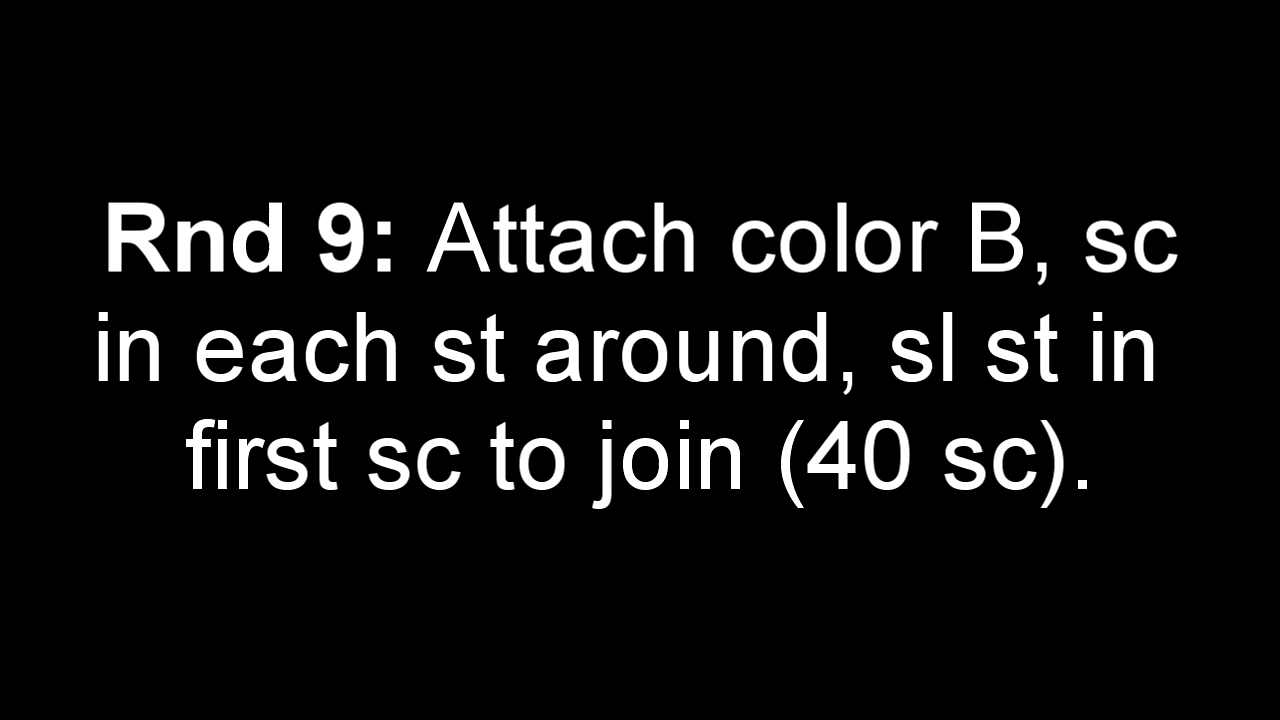 Rnd 9: Attach color B, sc
in each st around, sl st in
first sc to join (40 sc).